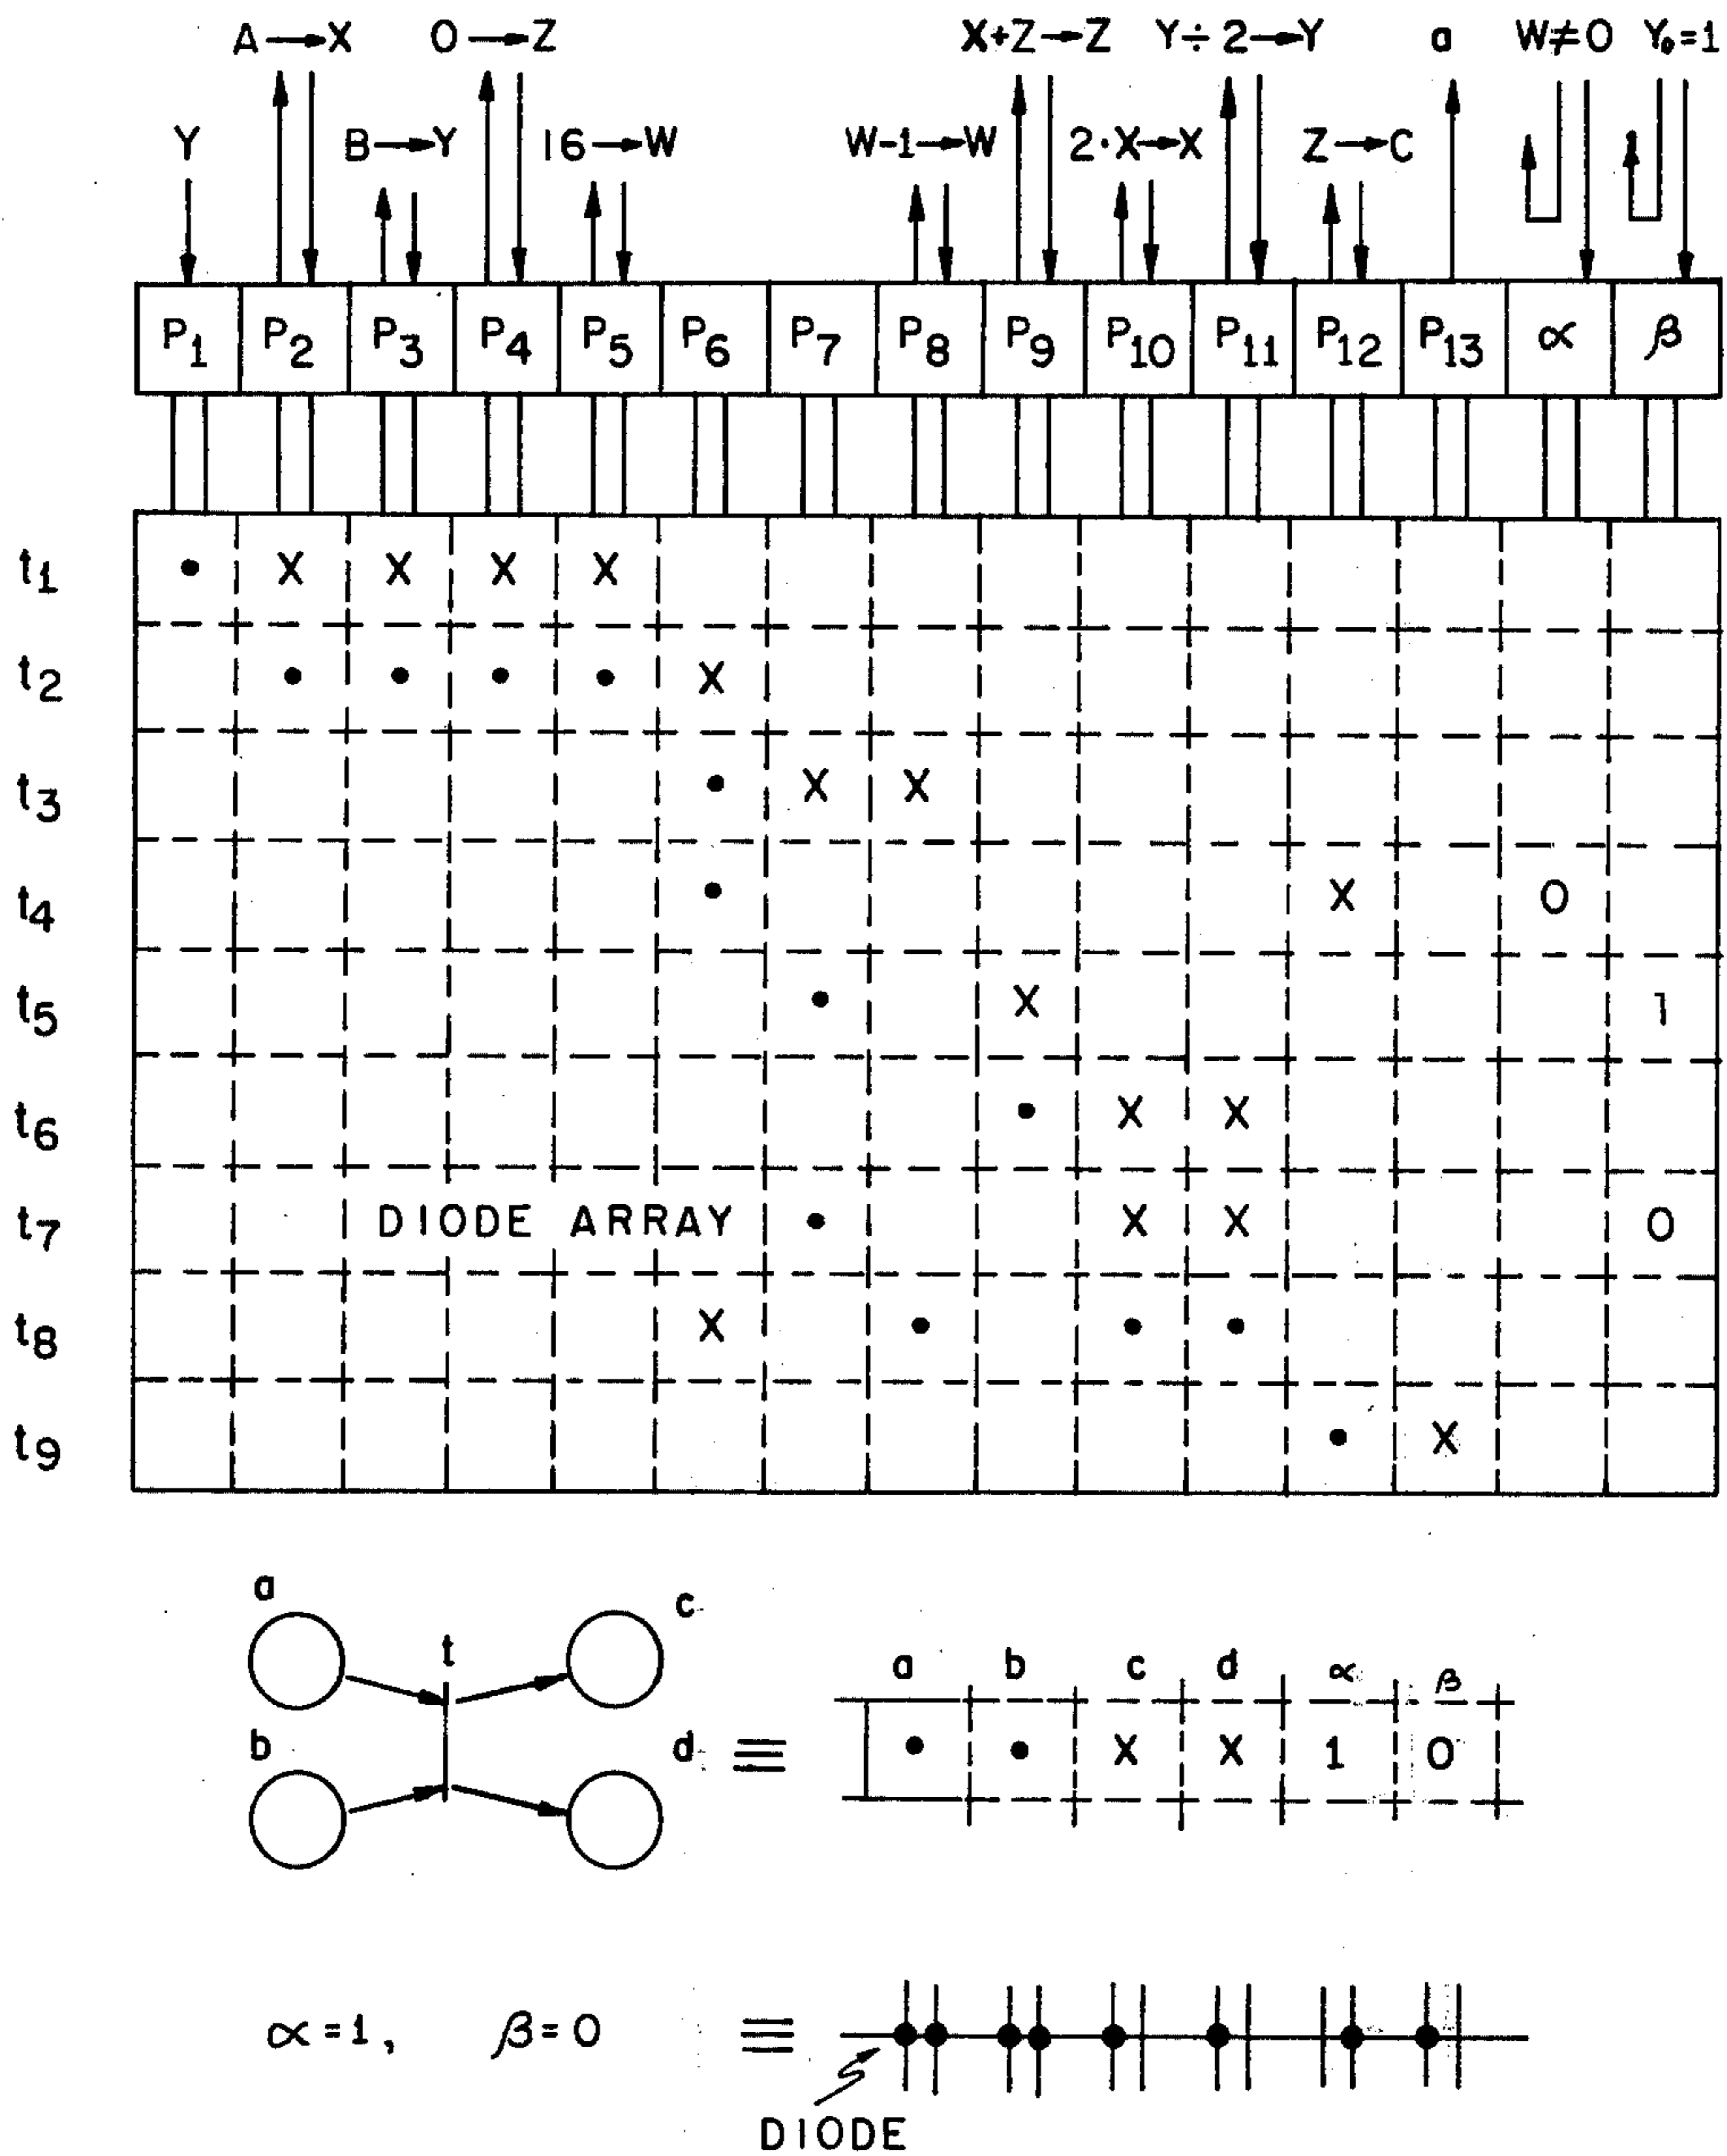 A→X O→Z X+Z→Z Y÷2→Y a W≠0 Y₀=1
Y B→Y 16→W W-1→W 2·X→X Z→C 1
P1 P2 P3 P4 P5 P6 P7 P8 P9 P10 P11 P12 P13 α β
t1 • X X X X
t2 • • • • X
t3 • X X
t4 • X 0
t5 • X 1
t6 • X X
t7 DIODE ARRAY • X X 0
t8 X • • •
t9 • X
a c
t a b c d α β
b d ≡ • • X X 1 0
α=1, β=0 ≡
DIODE